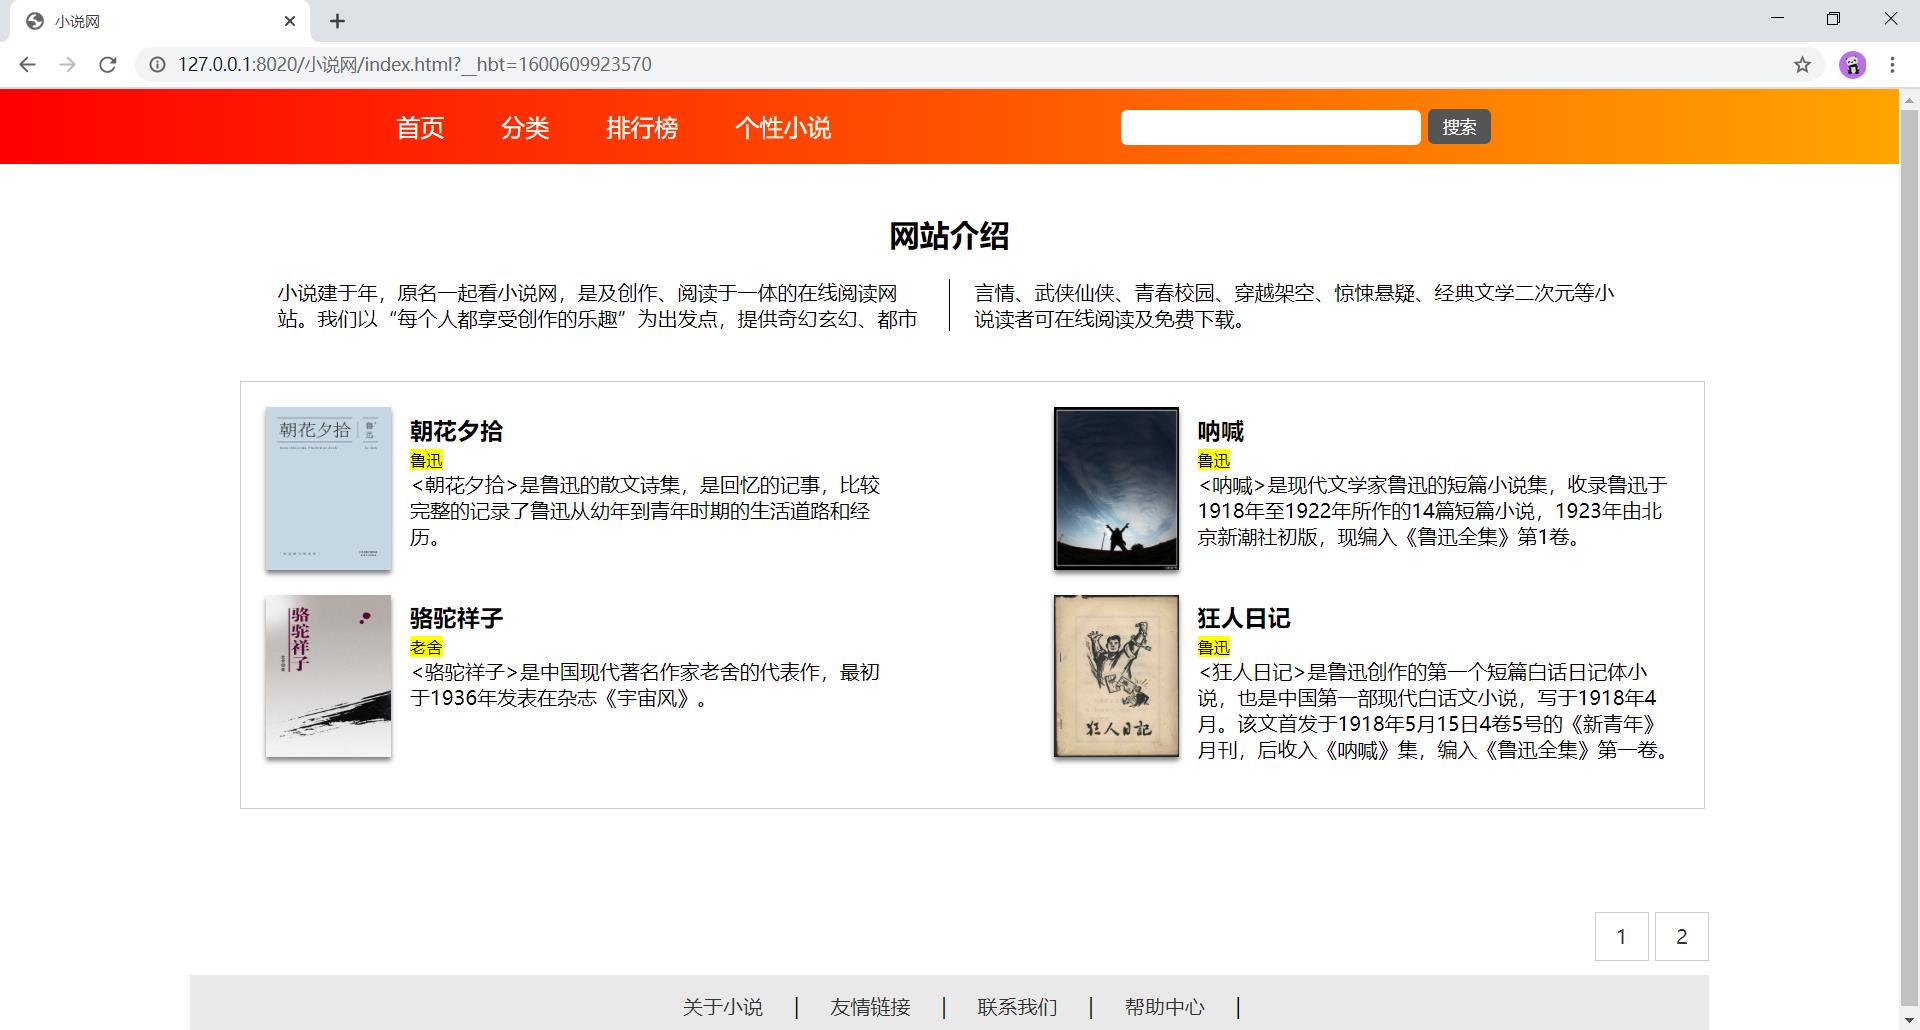 小说网
127.0.0.1:8020/小说网/index.html?__hbt=1600609923570
首页 分类 排行榜 个性小说 搜索
网站介绍
小说建于年，原名一起看小说网，是及创作、阅读于一体的在线阅读网
站。我们以“每个人都享受创作的乐趣”为出发点，提供奇幻玄幻、都市
言情、武侠仙侠、青春校园、穿越架空、惊悚悬疑、经典文学二次元等小
说读者可在线阅读及免费下载。
朝花夕拾
鲁迅
朝花夕拾
鲁迅
<朝花夕拾>是鲁迅的散文诗集，是回忆的记事，比较
完整的记录了鲁迅从幼年到青年时期的生活道路和经
历。
呐喊
鲁迅
<呐喊>是现代文学家鲁迅的短篇小说集，收录鲁迅于
1918年至1922年所作的14篇短篇小说，1923年由北
京新潮社初版，现编入《鲁迅全集》第1卷。
骆驼祥子
骆驼祥子
老舍
<骆驼祥子>是中国现代著名作家老舍的代表作，最初
于1936年发表在杂志《宇宙风》。
狂人日記
狂人日记
鲁迅
<狂人日记>是鲁迅创作的第一个短篇白话日记体小
说，也是中国第一部现代白话文小说，写于1918年4
月。该文首发于1918年5月15日4卷5号的《新青年》
月刊，后收入《呐喊》集，编入《鲁迅全集》第一卷。
1 2
关于小说 | 友情链接 | 联系我们 | 帮助中心 |